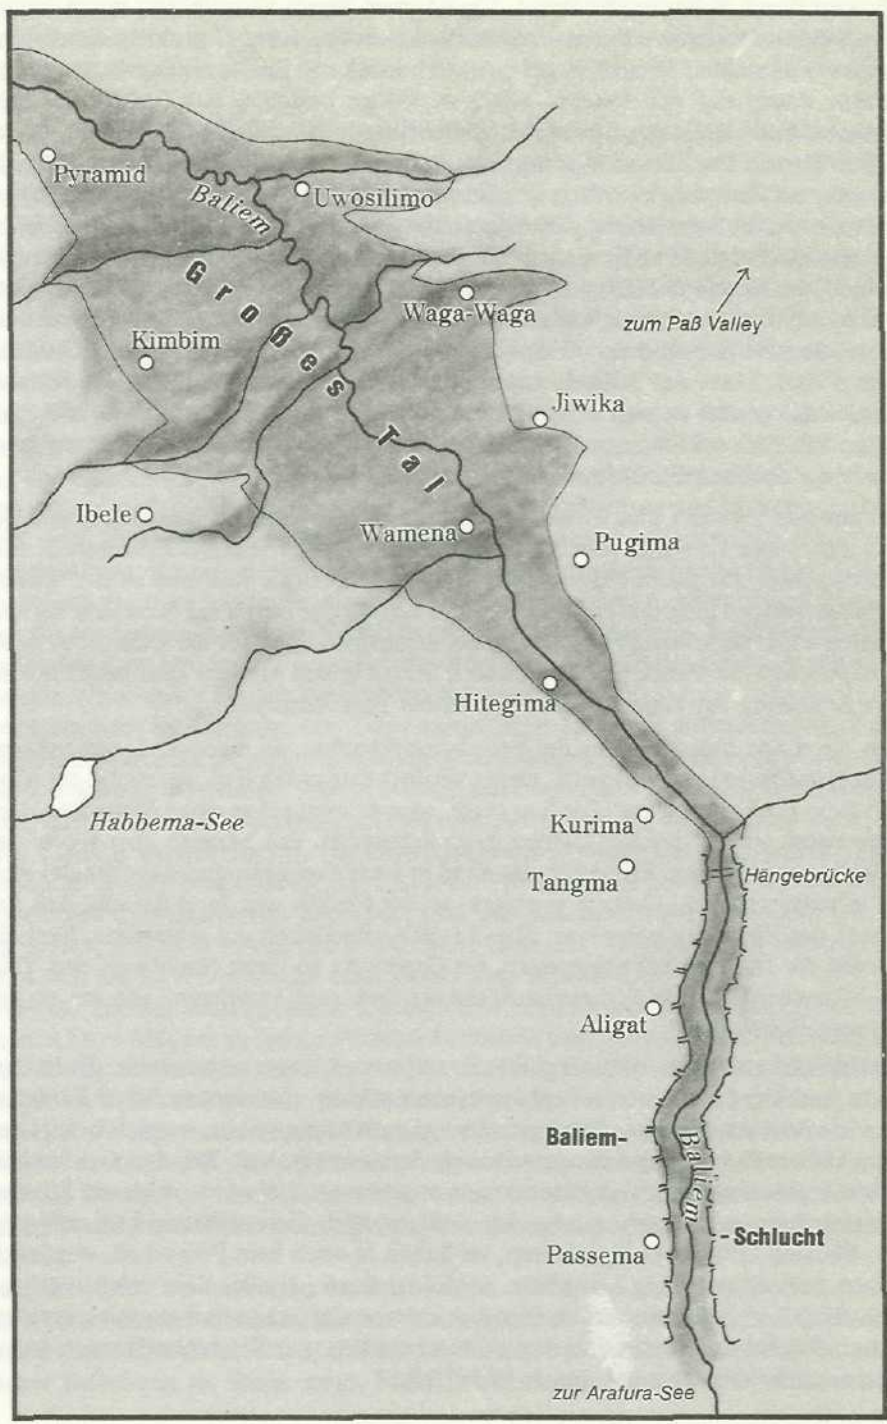 Pyramid
Uwosilimo
Baliem
Großes Tal
Waga-Waga
zum Paß Valley
Kimbim
Jiwika
Ibele
Wamena
Pugima
Hitegima
Habbema-See
Kurima
Tangma
Hängebrücke
Aligat
Baliem-
Baliem
Schlucht
Passema
zur Arafura-See